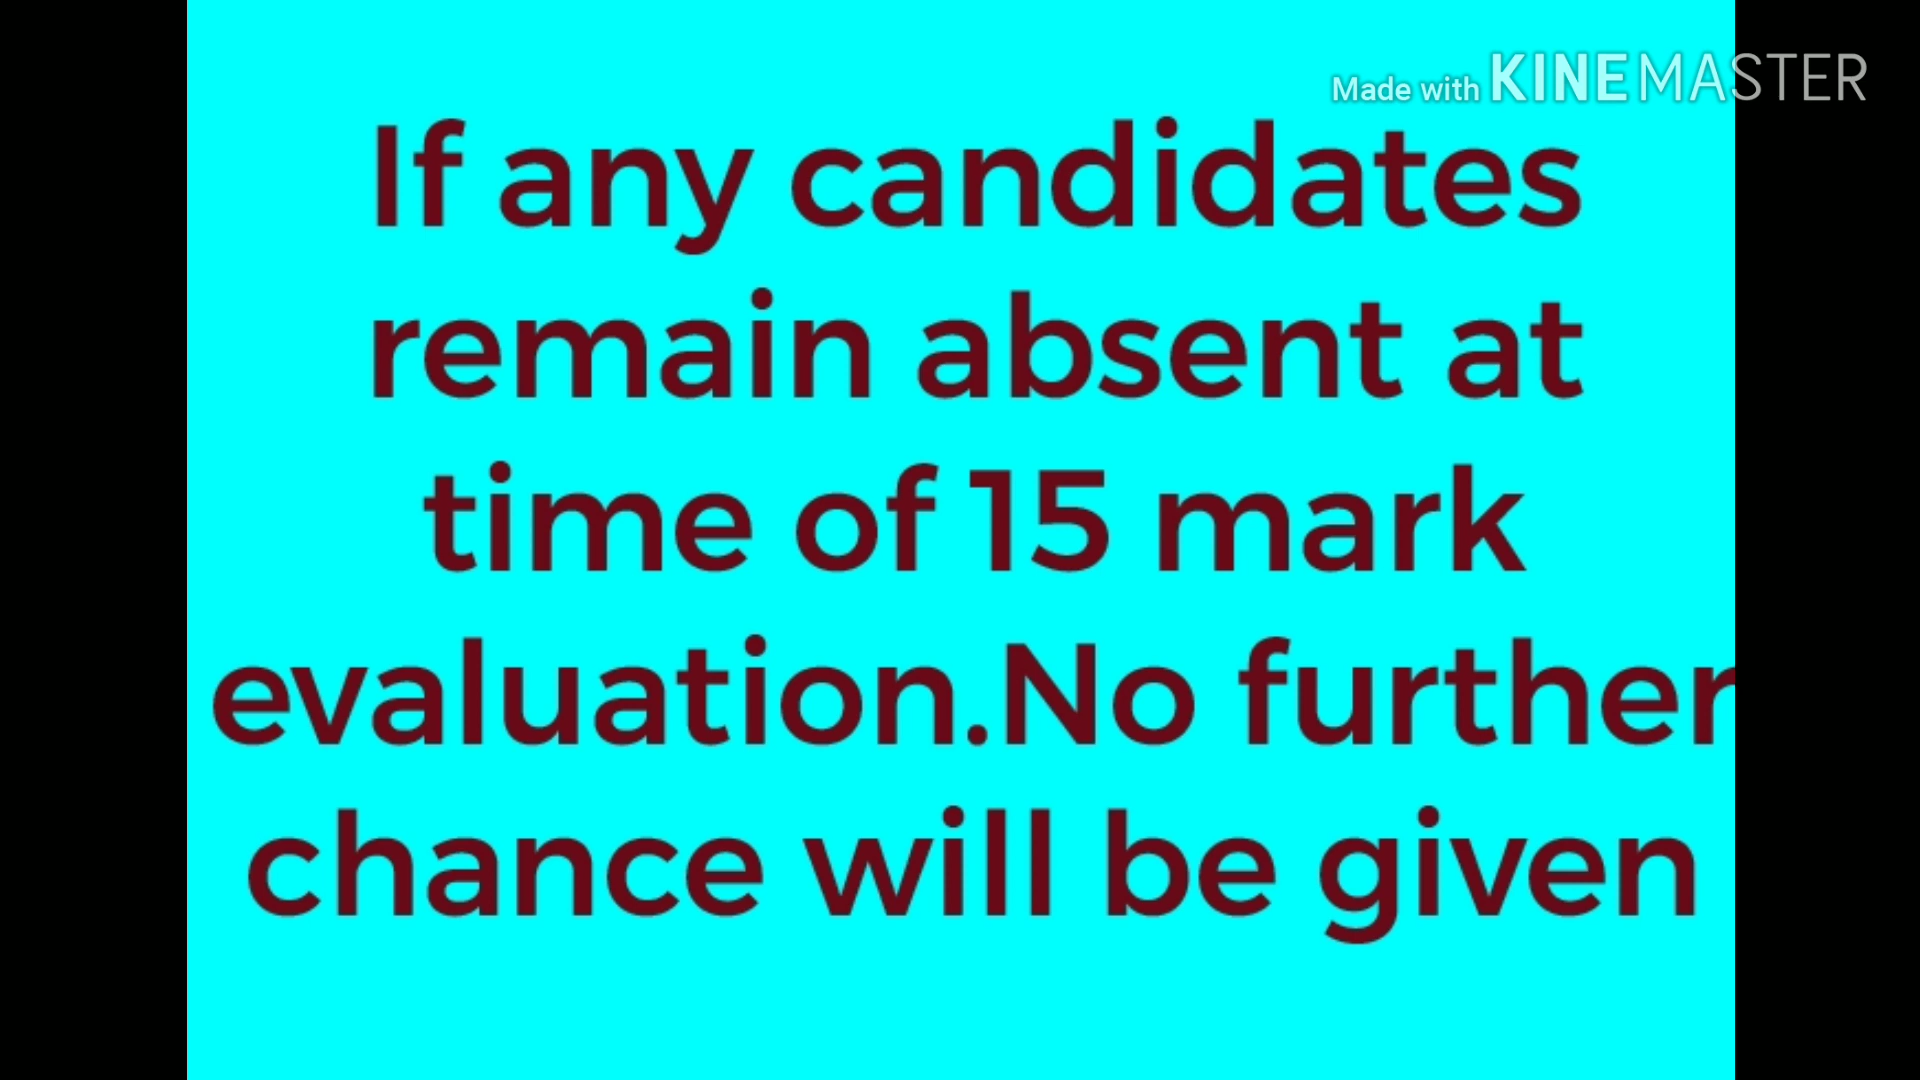 Made with KINEMASTER
If any candidates
remain absent at
time of 15 mark
evaluation.No further
chance will be given